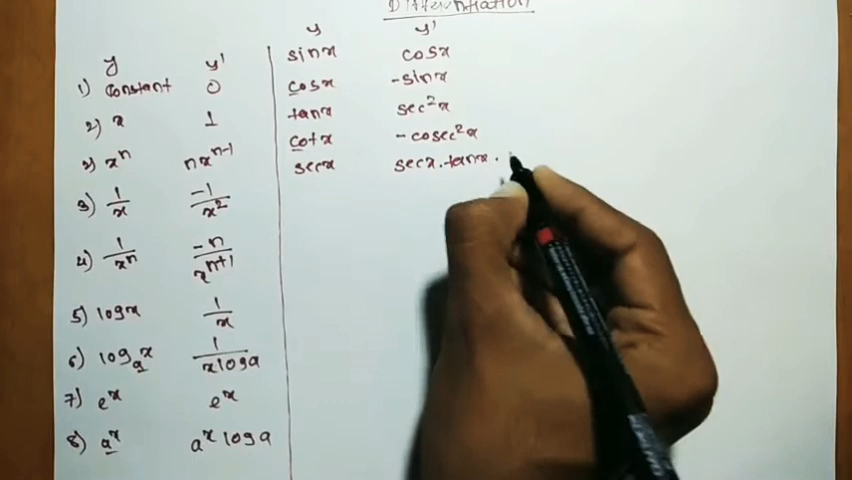 Differentiation
y y'
1) Constant 0
2) x 1
3) xⁿ nxⁿ⁻¹
3) 1/x -1/x²
4) 1/xⁿ -n/xⁿ⁺¹
5) logx 1/x
6) logₐx 1/xloga
7) eˣ eˣ
8) aˣ aˣ loga
y y'
sinx cosx
cosx -sinx
tanx sec²x
cotx -cosec²x
secx secx.tanx.